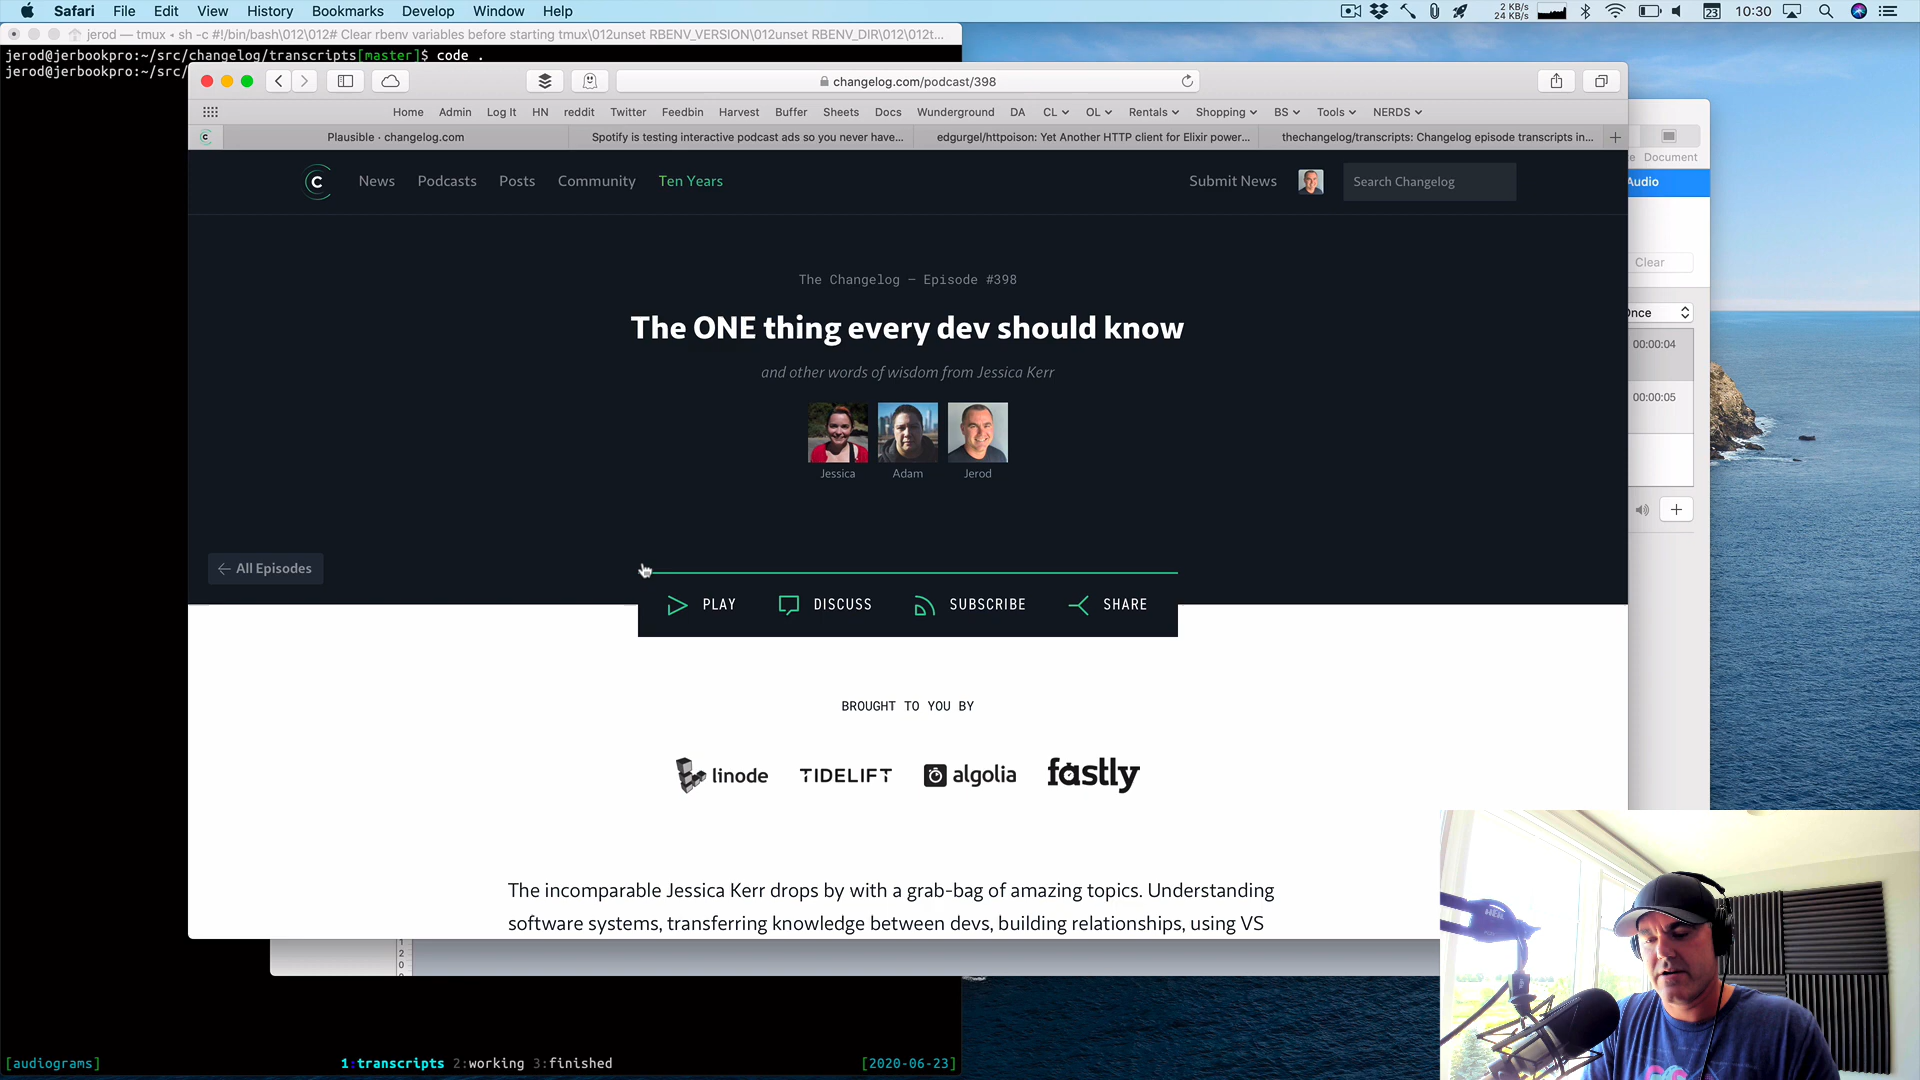 Safari File Edit View History Bookmarks Develop Window Help
2 KB/s
24 KB/s
23
10:30
jerod — tmux ◂ sh -c #!/bin/bash\012\012# Clear rbenv variables before starting tmux\012unset RBENV_VERSION\012unset RBENV_DIR\012\012t...
jerod@jerbookpro:~/src/changelog/transcripts[master]$ code .
jerod@jerbookpro:~/src/
changelog.com/podcast/398
Home Admin Log It HN reddit Twitter Feedbin Harvest Buffer Sheets Docs Wunderground DA CL OL Rentals Shopping BS Tools NERDS
Plausible · changelog.com
Spotify is testing interactive podcast ads so you never have...
edgurgel/httpoison: Yet Another HTTP client for Elixir power...
thechangelog/transcripts: Changelog episode transcripts in...
Document
Audio
Clear
Once
00:00:04
00:00:05
News Podcasts Posts Community Ten Years
Submit News
Search Changelog
The Changelog — Episode #398
The ONE thing every dev should know
and other words of wisdom from Jessica Kerr
Jessica Adam Jerod
← All Episodes
PLAY DISCUSS SUBSCRIBE SHARE
BROUGHT TO YOU BY
linode TIDELIFT algolia fastly
The incomparable Jessica Kerr drops by with a grab-bag of amazing topics. Understanding
software systems, transferring knowledge between devs, building relationships, using VS
1
2
0
[audiograms] 1:transcripts 2:working 3:finished [2020-06-23]